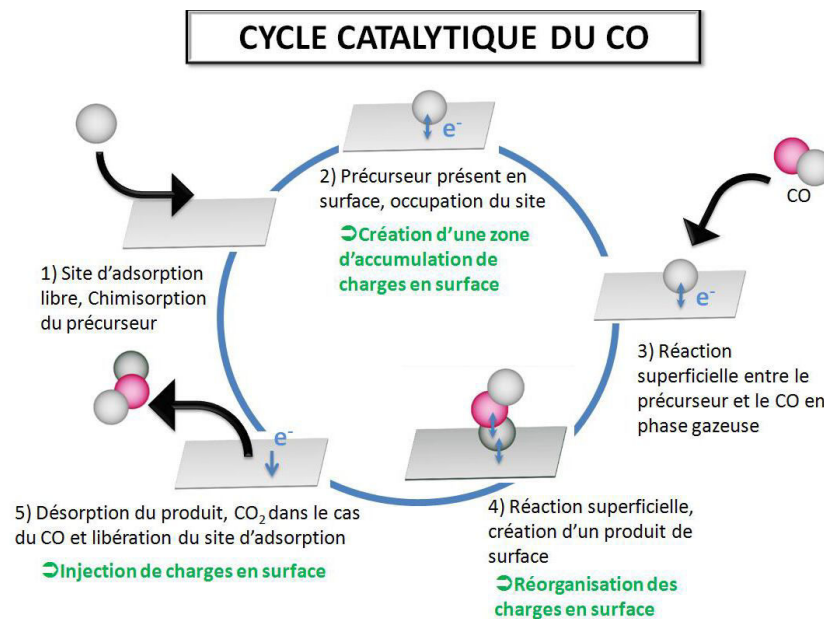 CYCLE CATALYTIQUE DU CO
e-
2) Précurseur présent en
surface, occupation du site
➲Création d'une zone
d'accumulation de
charges en surface
CO
e-
1) Site d'adsorption
libre, Chimisorption
du précurseur
3) Réaction
superficielle entre le
précurseur et le CO en
phase gazeuse
e-
4) Réaction superficielle,
création d'un produit de
surface
➲Réorganisation des
charges en surface
5) Désorption du produit, CO₂ dans le cas
du CO et libération du site d'adsorption
➲Injection de charges en surface